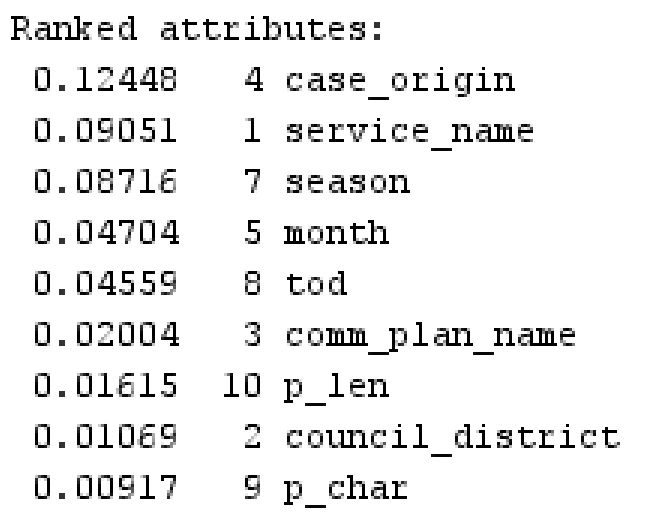 Ranked attributes:
0.12448 4 case_origin
0.09051 1 service_name
0.08716 7 season
0.04704 5 month
0.04559 8 tod
0.02004 3 comm_plan_name
0.01615 10 p_len
0.01069 2 council_district
0.00917 9 p_char